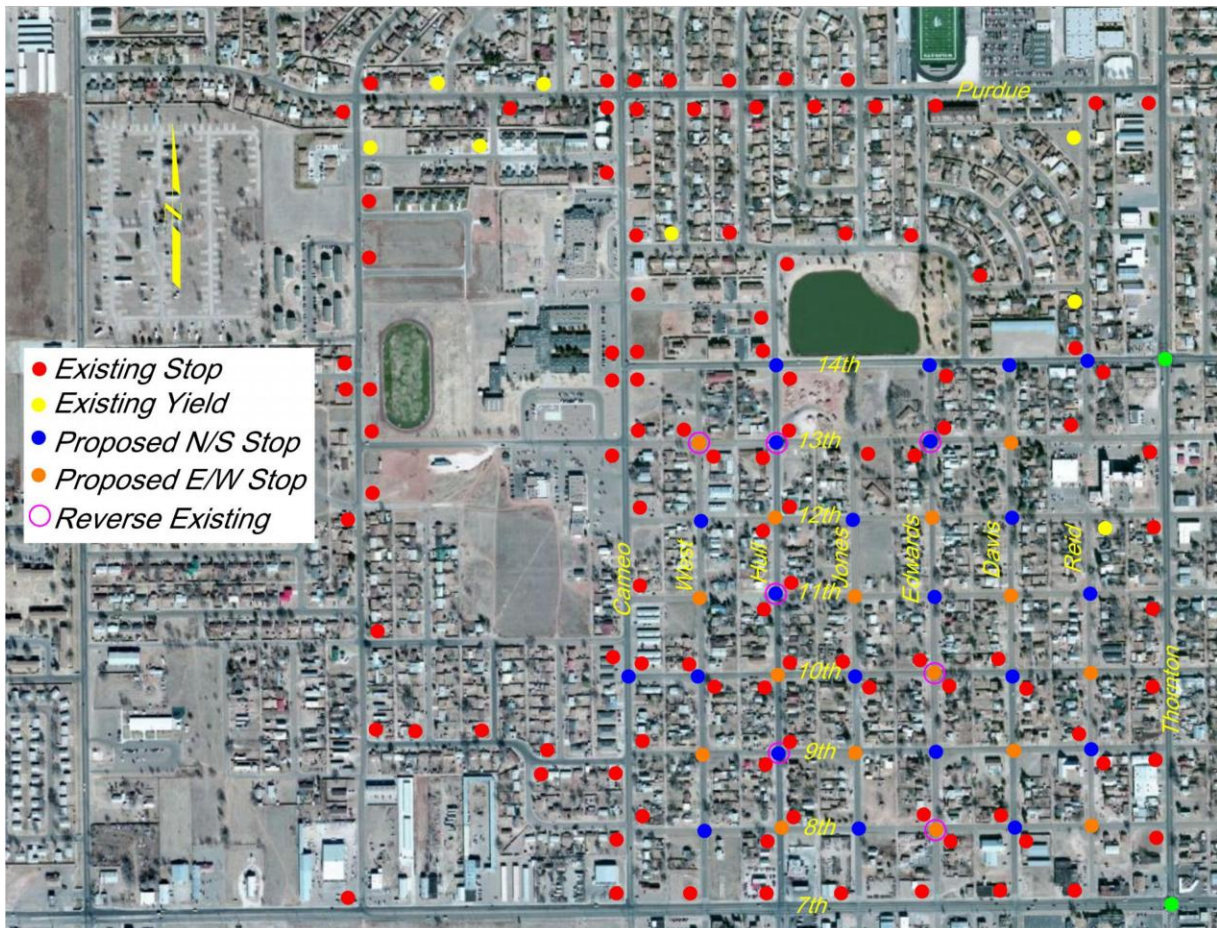 Purdue
Existing Stop
Existing Yield
Proposed N/S Stop
Proposed E/W Stop
Reverse Existing
14th
13th
12th
Cameo
West
Huff
Jones
Edwards
Davis
Reid
11th
10th
Thornton
9th
8th
7th